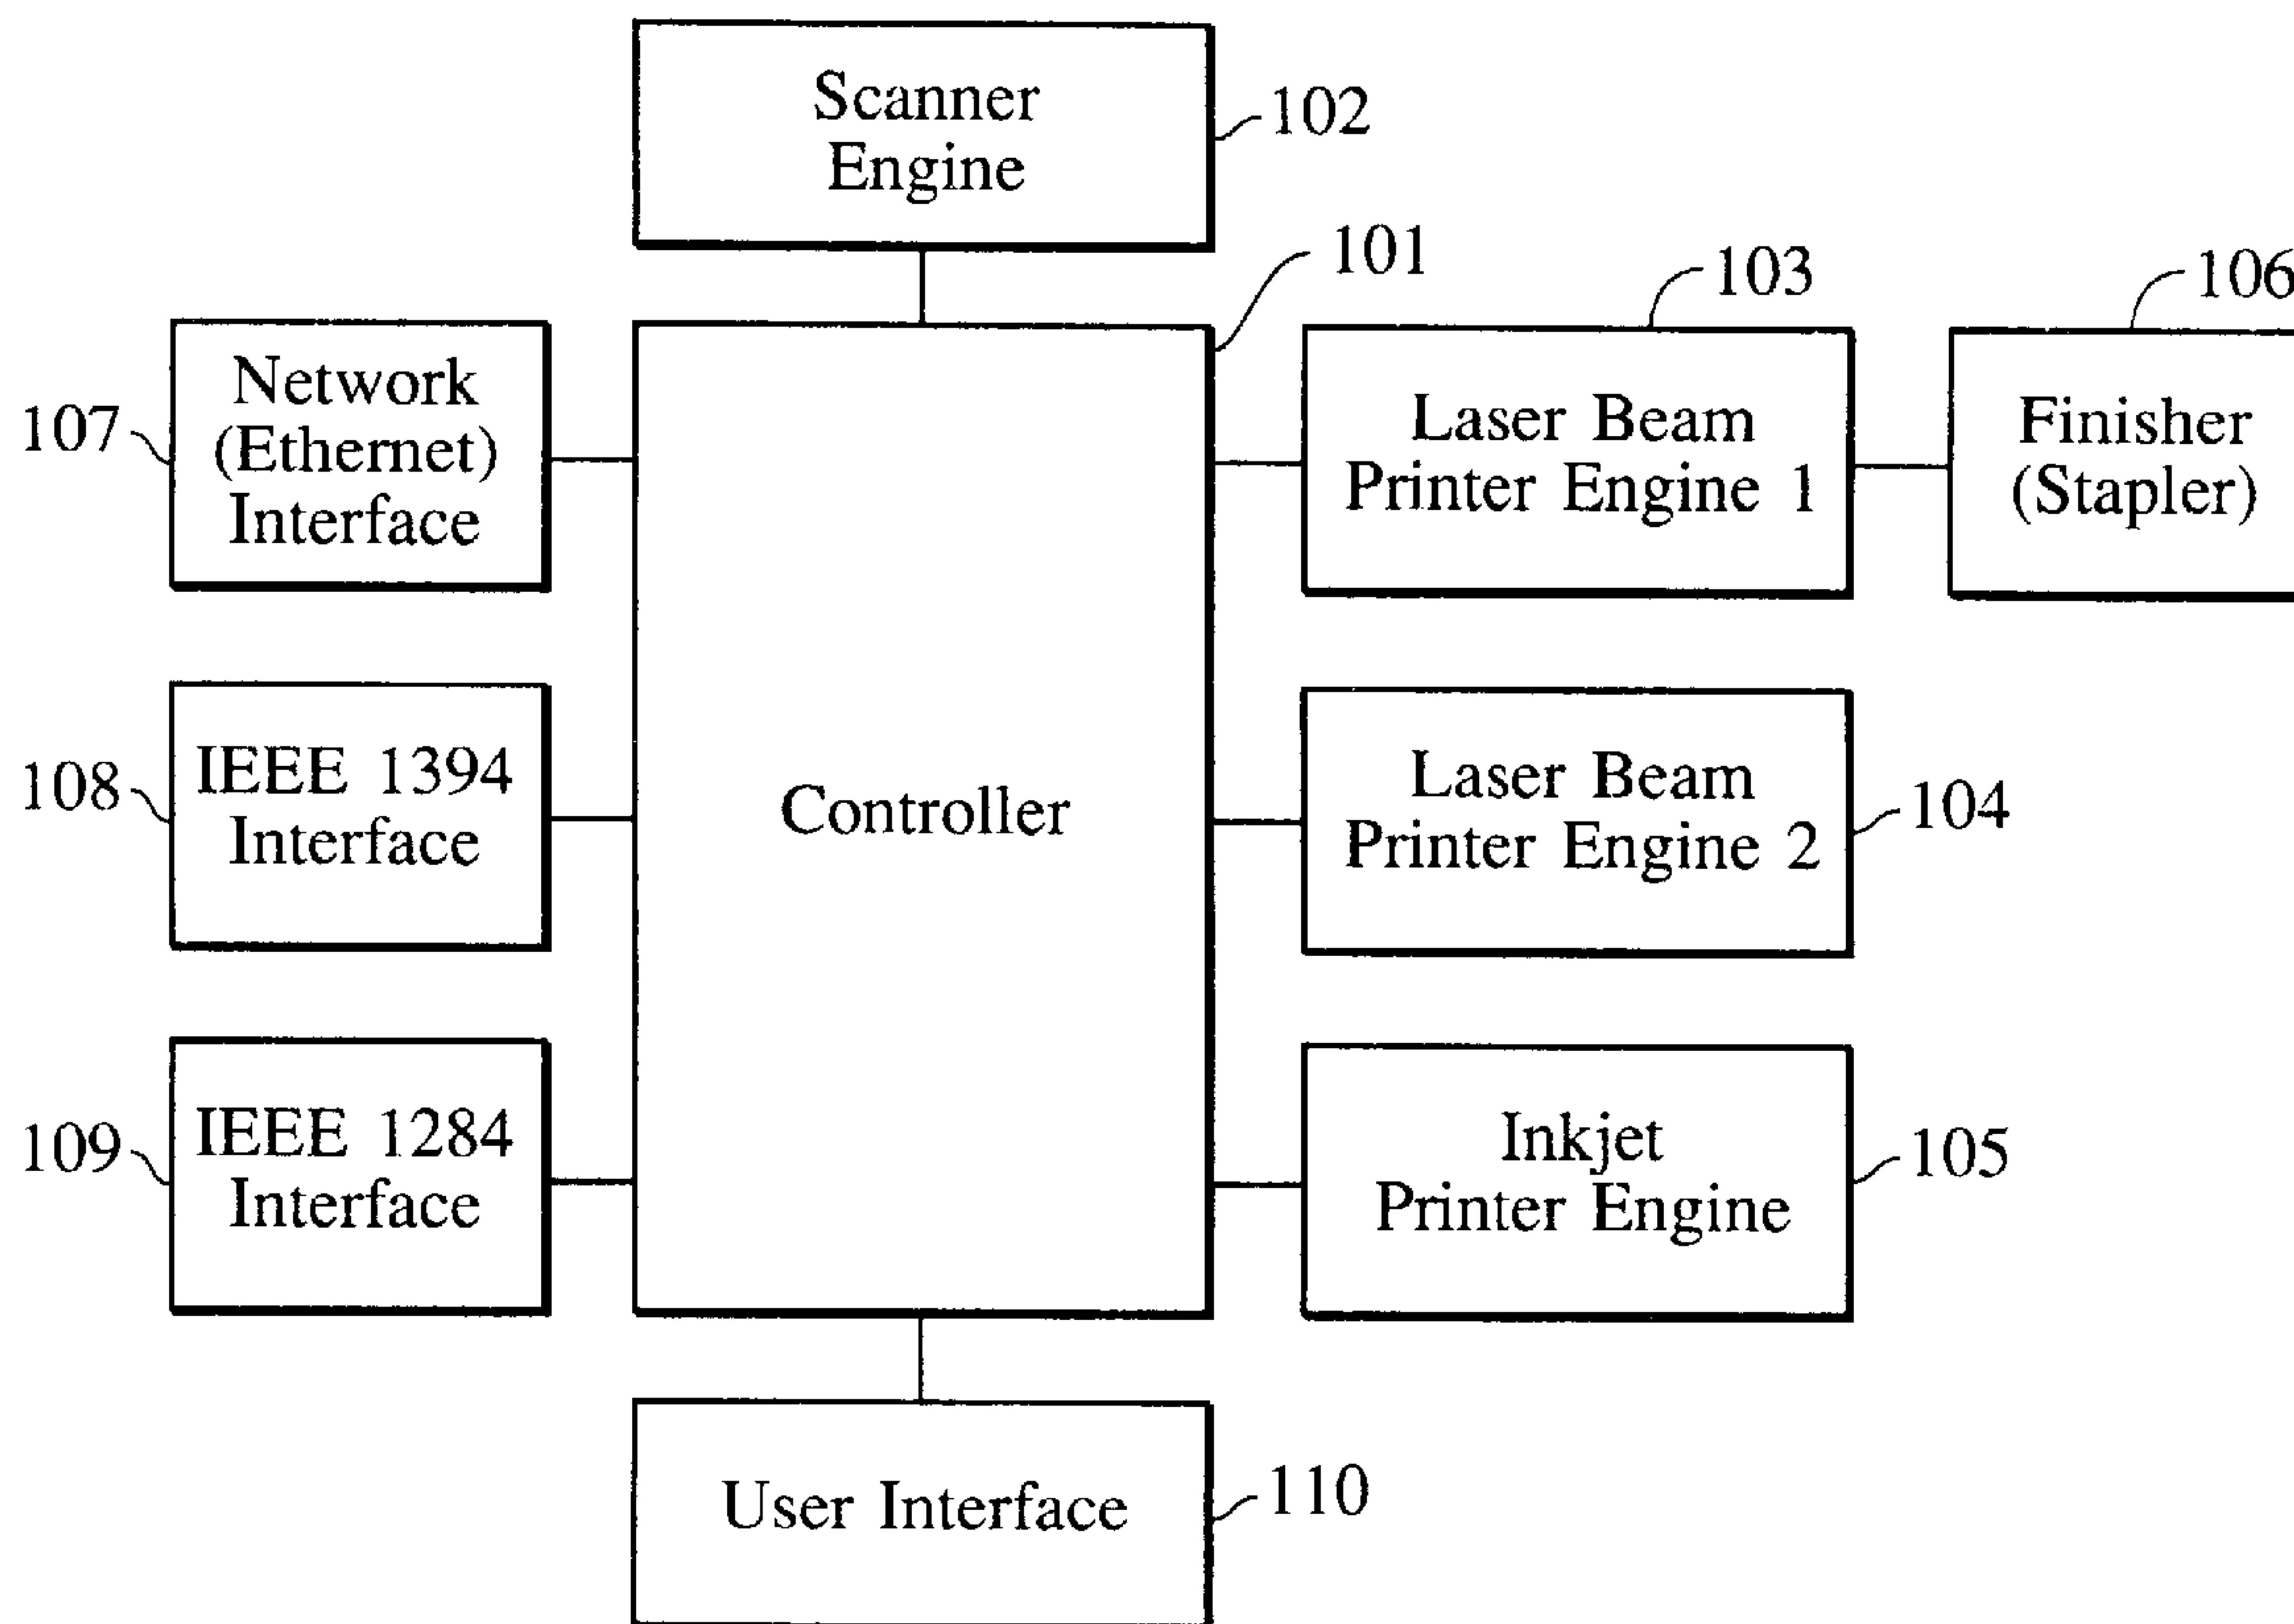 Scanner
Engine
102
101
103
106
Network
(Ethernet)
Interface
107
Laser Beam
Printer Engine 1
Finisher
(Stapler)
IEEE 1394
Interface
108
Controller
Laser Beam
Printer Engine 2
104
IEEE 1284
Interface
109
Inkjet
Printer Engine
105
User Interface
110